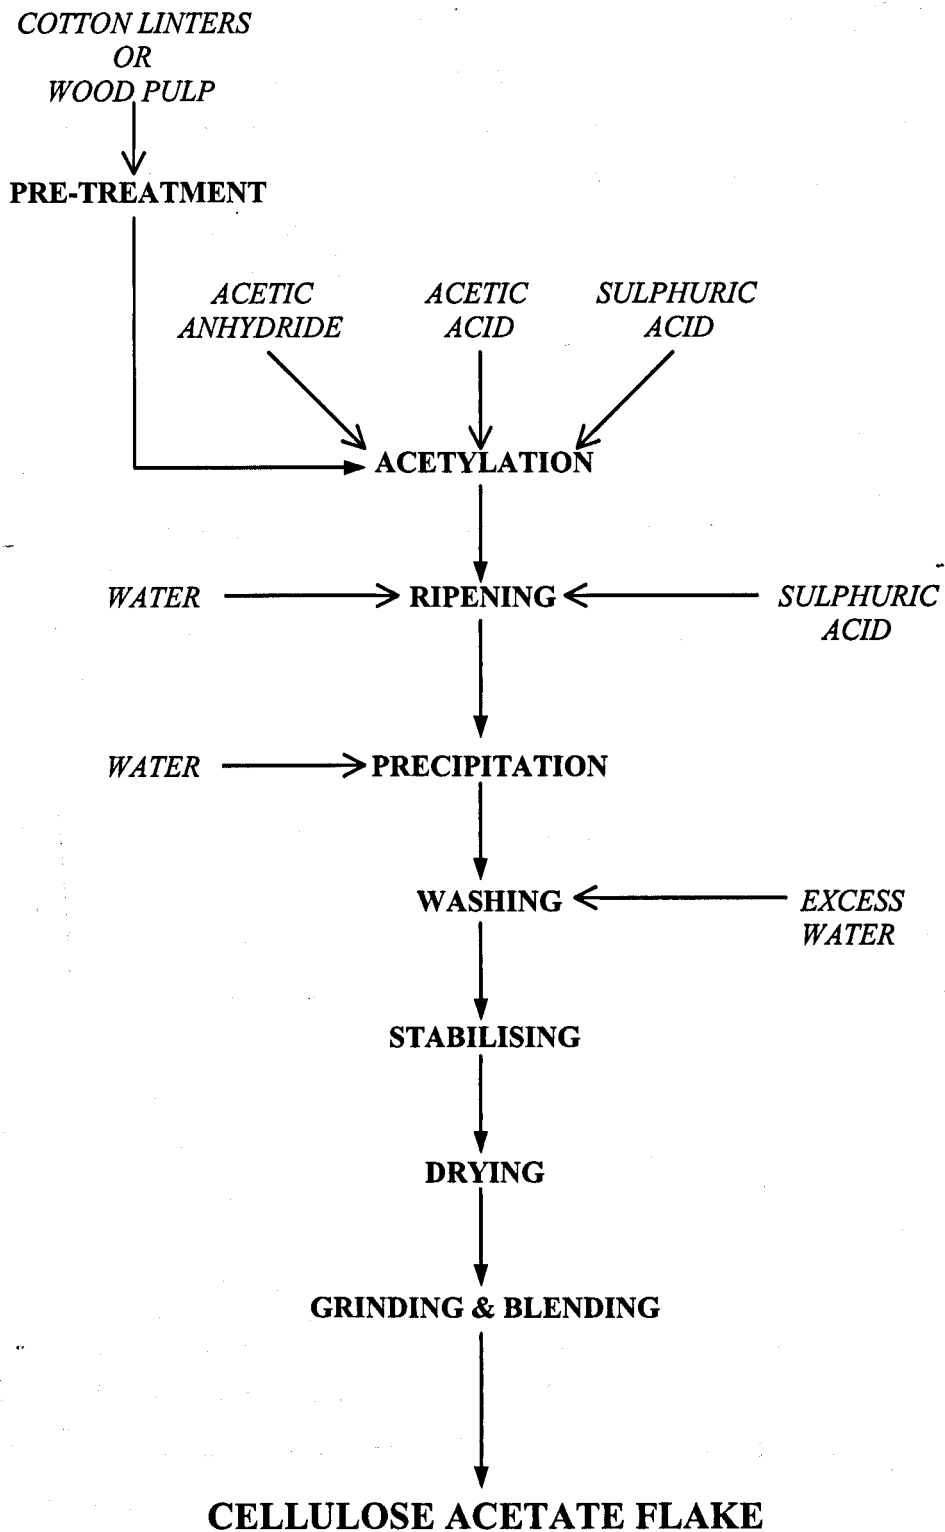 COTTON LINTERS
OR
WOOD PULP
PRE-TREATMENT
ACETIC
ANHYDRIDE
ACETIC
ACID
SULPHURIC
ACID
ACETYLATION
WATER
RIPENING
SULPHURIC
ACID
WATER
PRECIPITATION
WASHING
EXCESS
WATER
STABILISING
DRYING
GRINDING & BLENDING
CELLULOSE ACETATE FLAKE